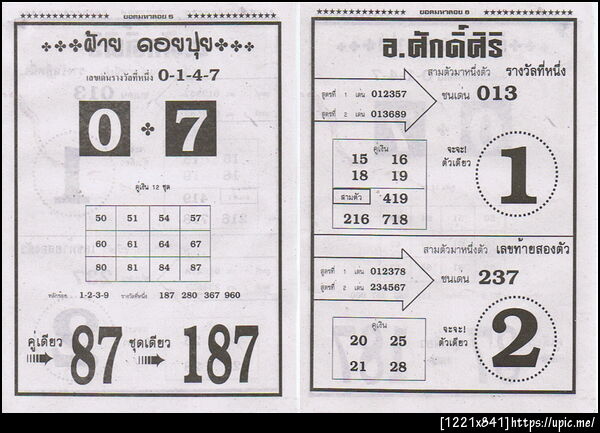 ★★★★★★★★★★★ ยอดมหาลอย 6 ★★★★★★★★★★★
ฝ้าย ดอยปุย
เลขเด่นรางวัลที่หนึ่ง 0-1-4-7
0 7
คู่เงิน 12 ชุด
50 51 54 57
60 61 64 67
80 81 84 87
หลักร้อย... 1-2-3-9 รางวัลที่หนึ่ง 187 280 367 960
คู่เดียว 87 ชุดเดียว 187
★★★★★★★★★★★ ยอดมหาลอย 6 ★★★★★★★★★★★
อ.ศักดิ์ศิริ
สามตัวมาหนึ่งตัว รางวัลที่หนึ่ง
สูตรที่ 1 เด่น 012357
ชนเด่น 013
สูตรที่ 2 เด่น 013689
คู่เงิน
15 16
18 19
สามตัว 419
216 718
จะจะ!
ตัวเดียว
1
สามตัวมาหนึ่งตัว เลขท้ายสองตัว
สูตรที่ 1 เด่น 012378
ชนเด่น 237
สูตรที่ 2 เด่น 234567
คู่เงิน
20 25
21 28
จะจะ!
ตัวเดียว
2
[1221x841]https://upic.me/